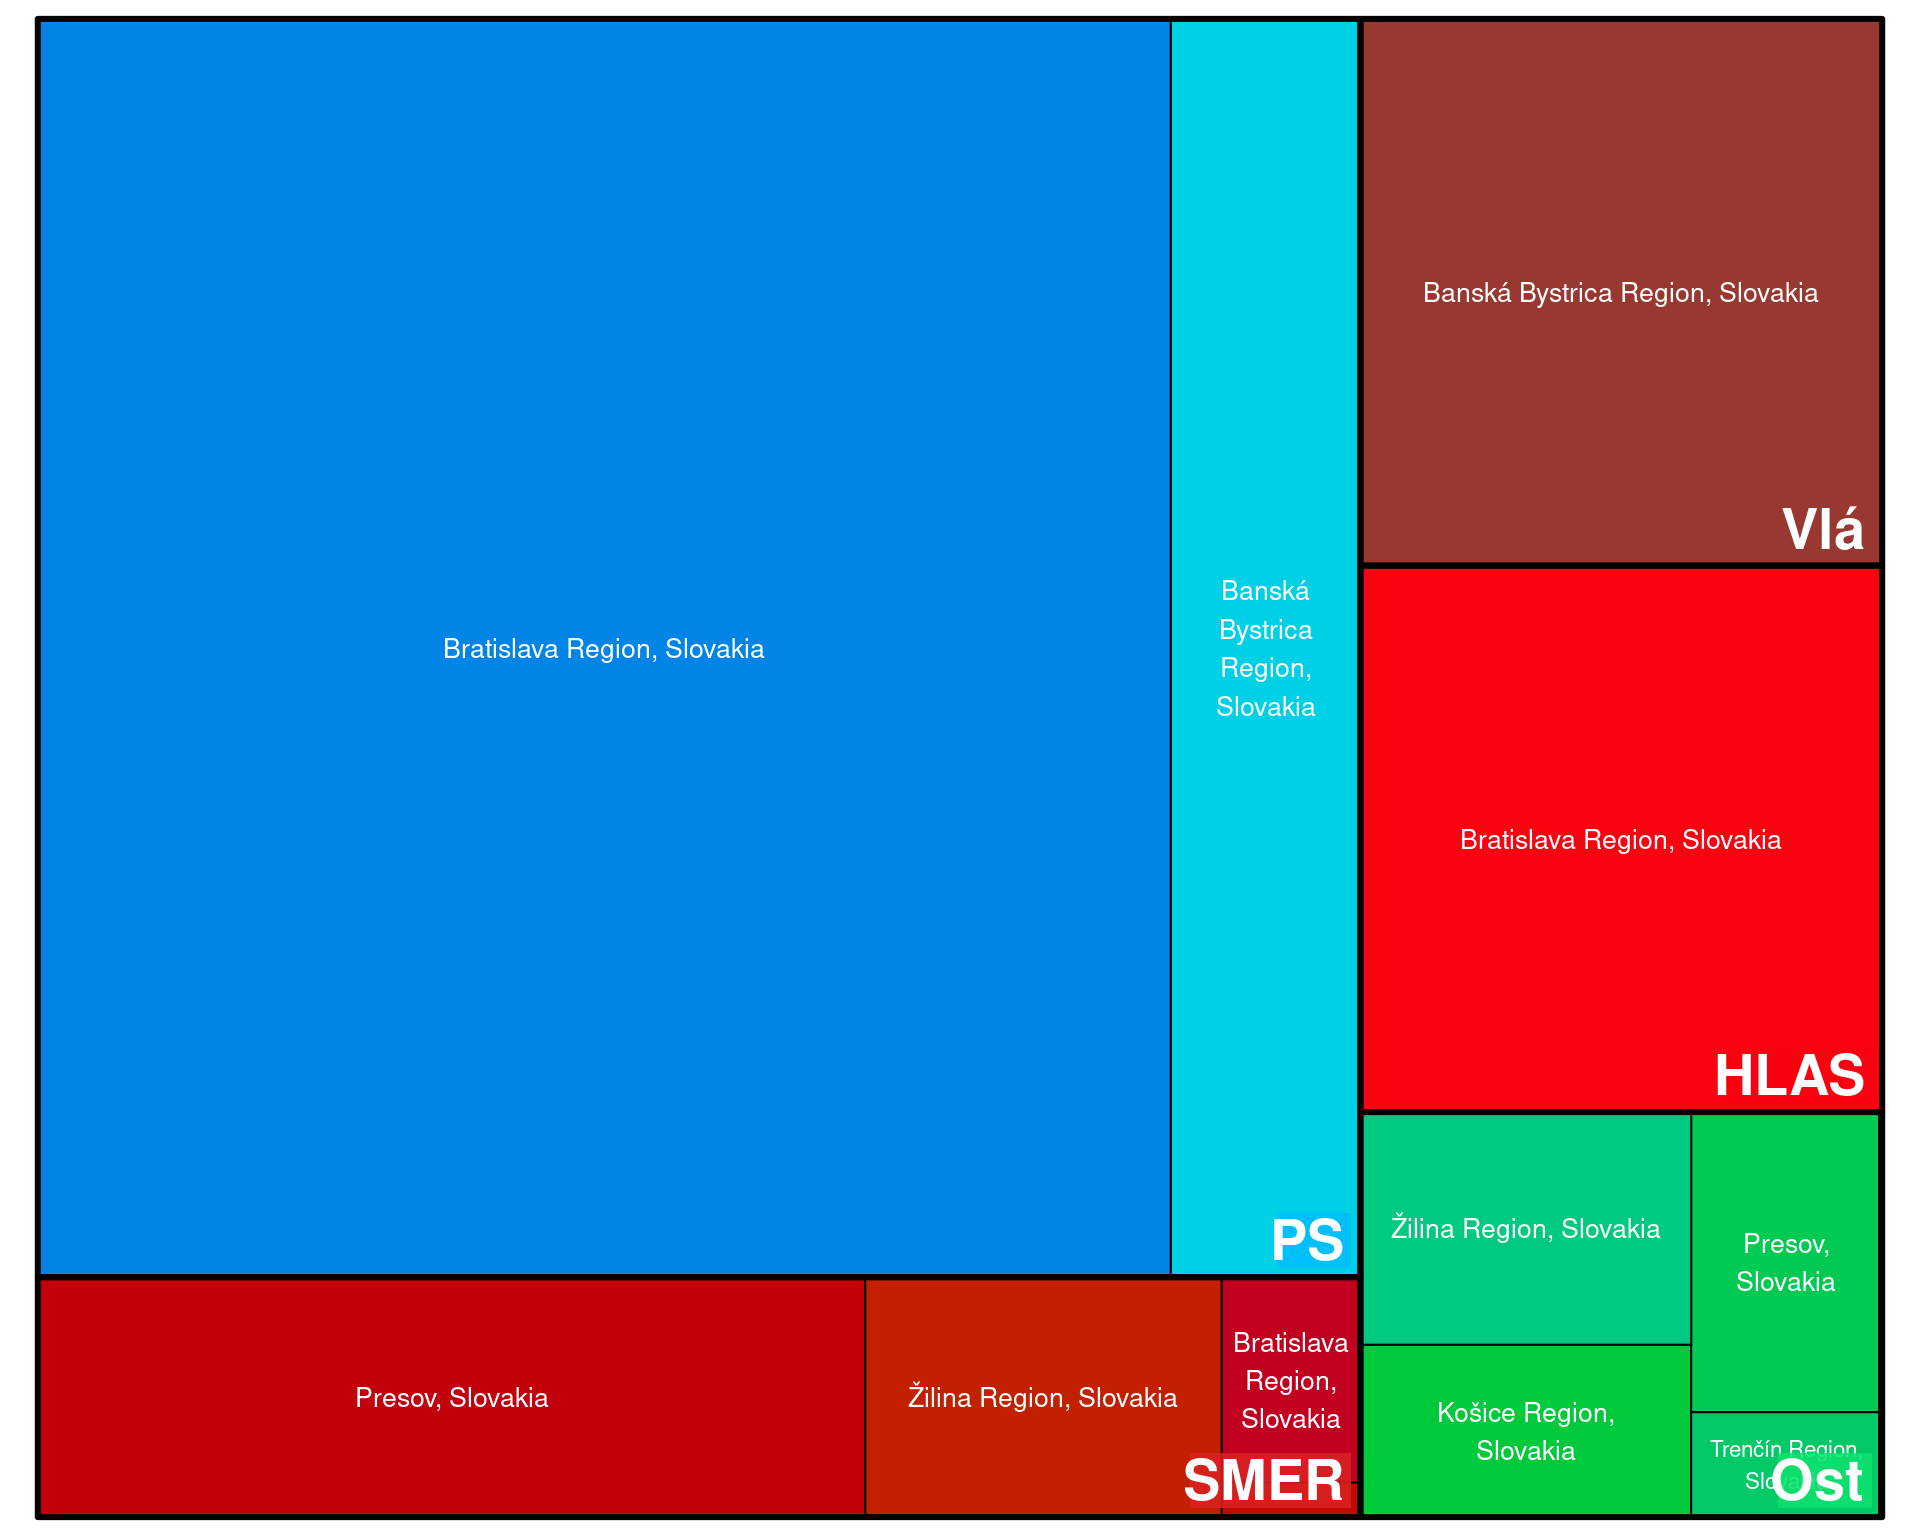 Bratislava Region, Slovakia
Banská
Bystrica
Region,
Slovakia
PS
Banská Bystrica Region, Slovakia
Vlá
Bratislava Region, Slovakia
HLAS
Presov, Slovakia
Žilina Region, Slovakia
Bratislava
Region,
Slovakia
SMER
Žilina Region, Slovakia
Presov,
Slovakia
Košice Region,
Slovakia
Trenčín Region,
Ost